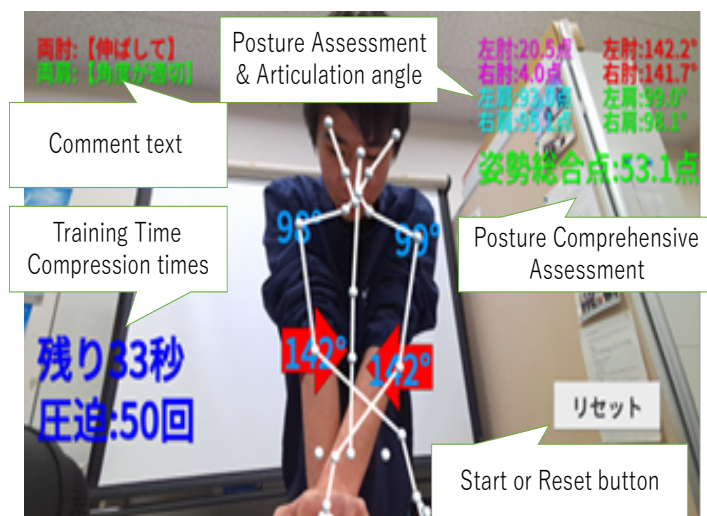 両肘:【伸ばして】
両肩:【角度が適切】
Comment text
Posture Assessment
& Articulation angle
左肘:20.5点 左肘:142.2°
右肘:4.0点 右肘:141.7°
左肩:93.0点 左肩:99.0°
右肩:95.1点 右肩:98.1°
姿勢総合点:53.1点
Posture Comprehensive
Assessment
Training Time
Compression times
98° 99°
142° 142°
残り33秒
圧迫:50回
リセット
Start or Reset button